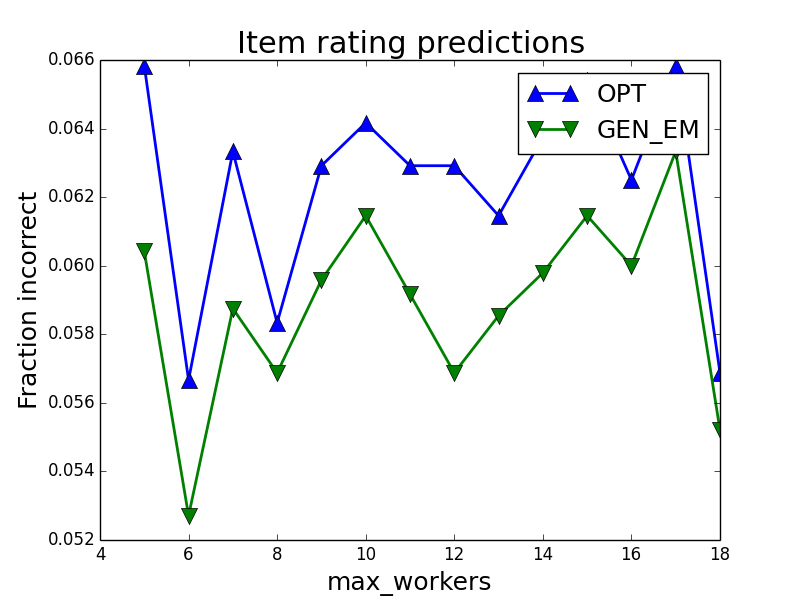 Item rating predictions
0.066
0.064
0.062
0.060
0.058
0.056
0.054
0.052
Fraction incorrect
OPT
GEN_EM
4 6 8 10 12 14 16 18
max_workers